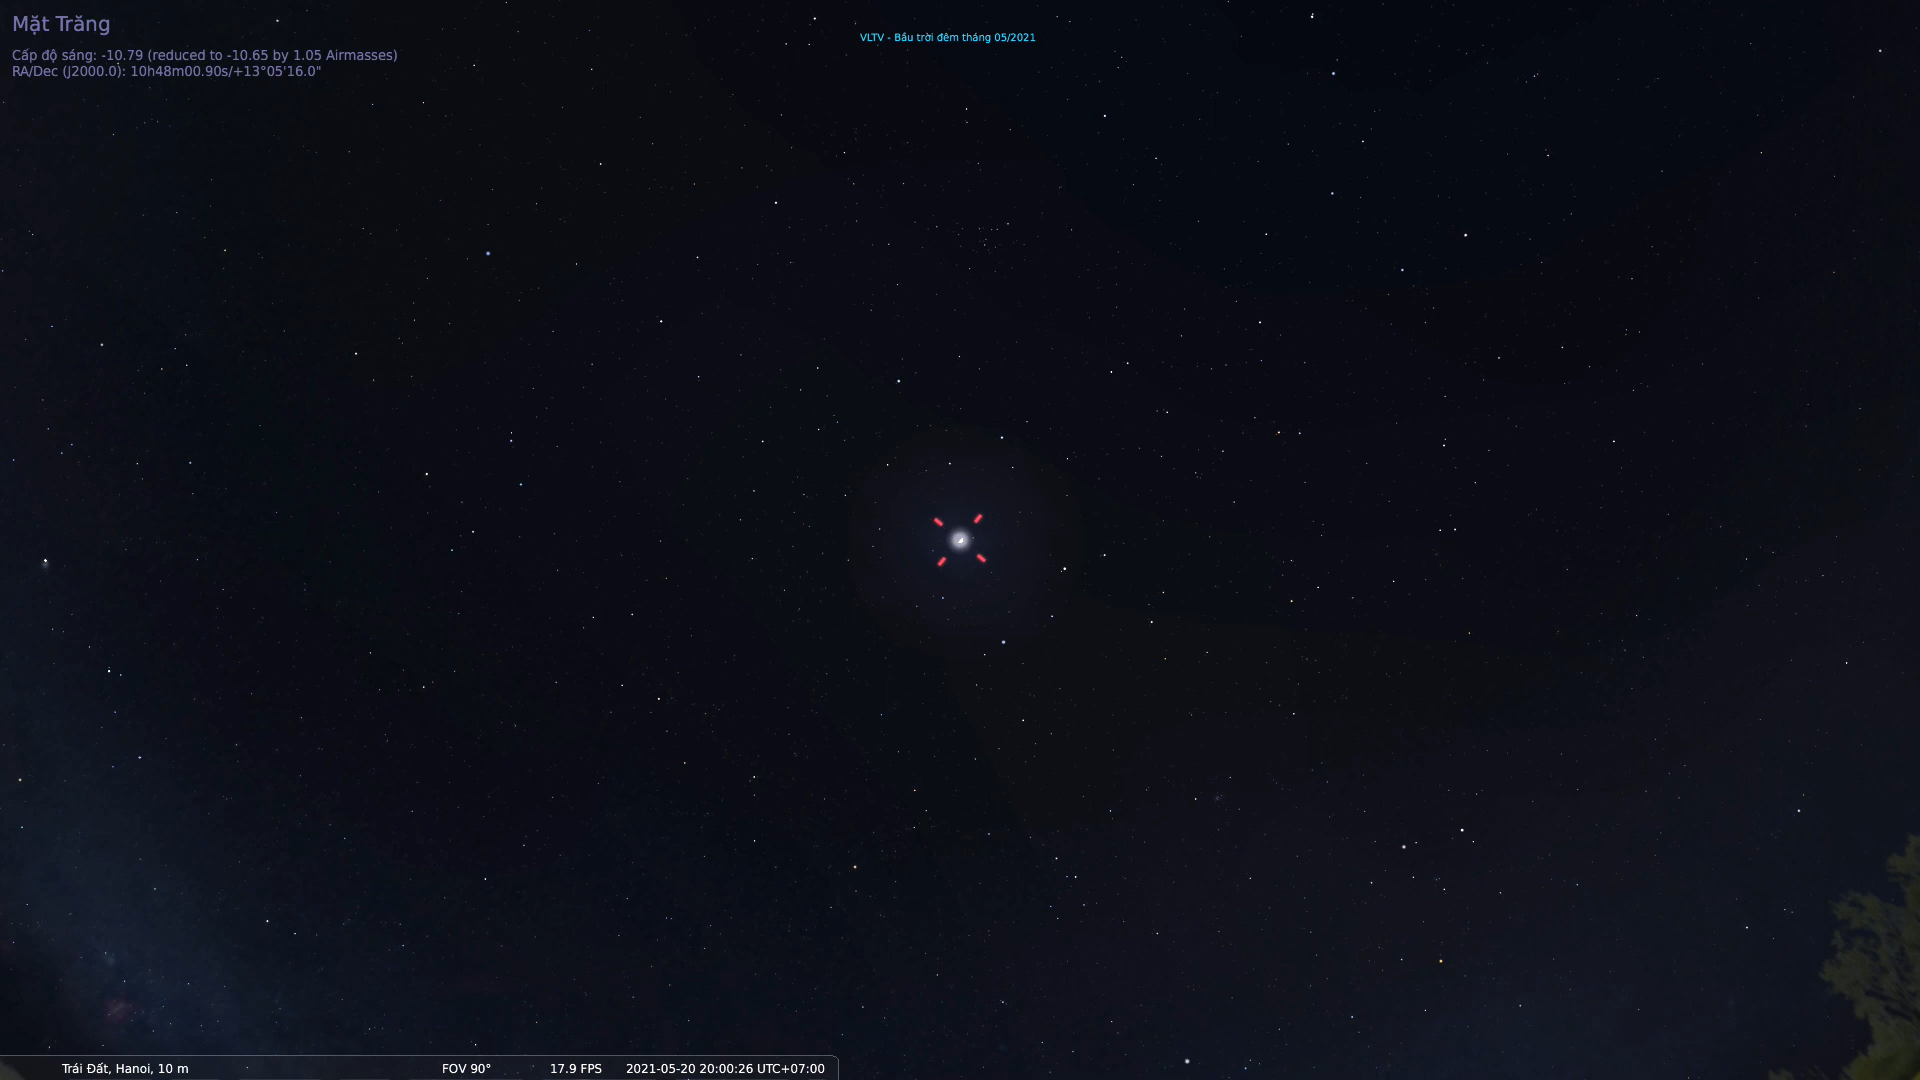 Mặt Trăng
VLTV - Bầu trời đêm tháng 05/2021
Cấp độ sáng: -10.79 (reduced to -10.65 by 1.05 Airmasses)
RA/Dec (J2000.0): 10h48m00.90s/+13°05'16.0"
Trái Đất, Hanoi, 10 m FOV 90° 17.9 FPS 2021-05-20 20:00:26 UTC+07:00